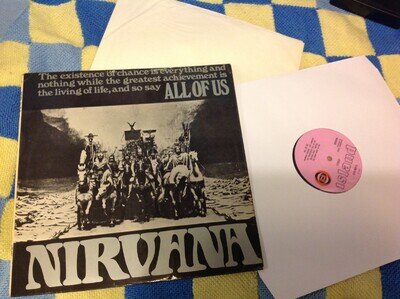 The existence of chance is everything and
nothing while the greatest achievement is
the living of life, and so say ALL OF US
NIRVANA